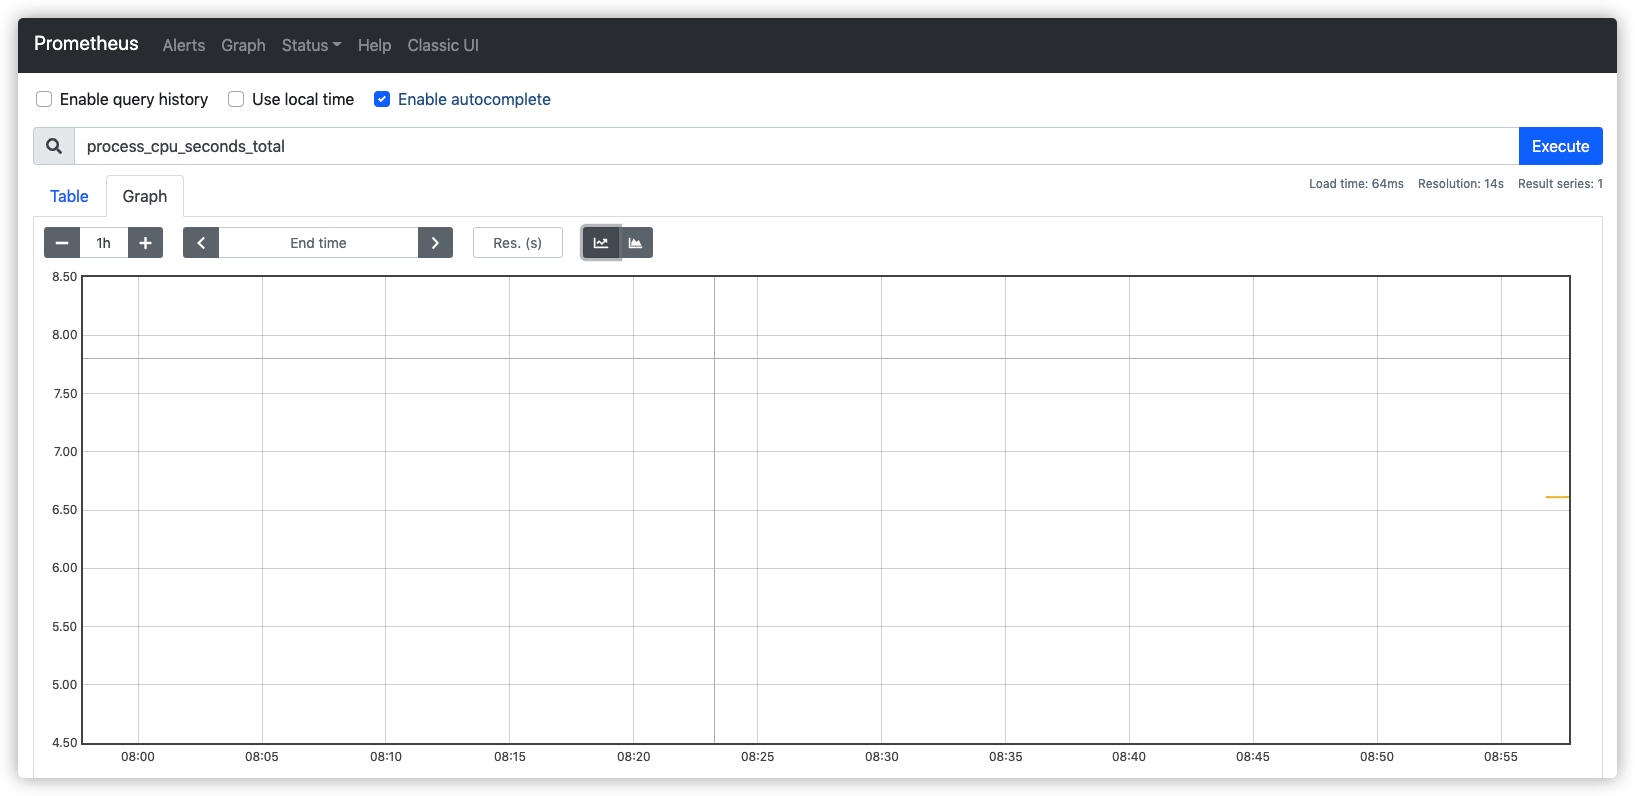 Prometheus Alerts Graph Status Help Classic UI
Enable query history Use local time Enable autocomplete
process_cpu_seconds_total Execute
Load time: 64ms Resolution: 14s Result series: 1
Table Graph
1h End time Res. (s)
8.50
8.00
7.50
7.00
6.50
6.00
5.50
5.00
4.50
08:00 08:05 08:10 08:15 08:20 08:25 08:30 08:35 08:40 08:45 08:50 08:55